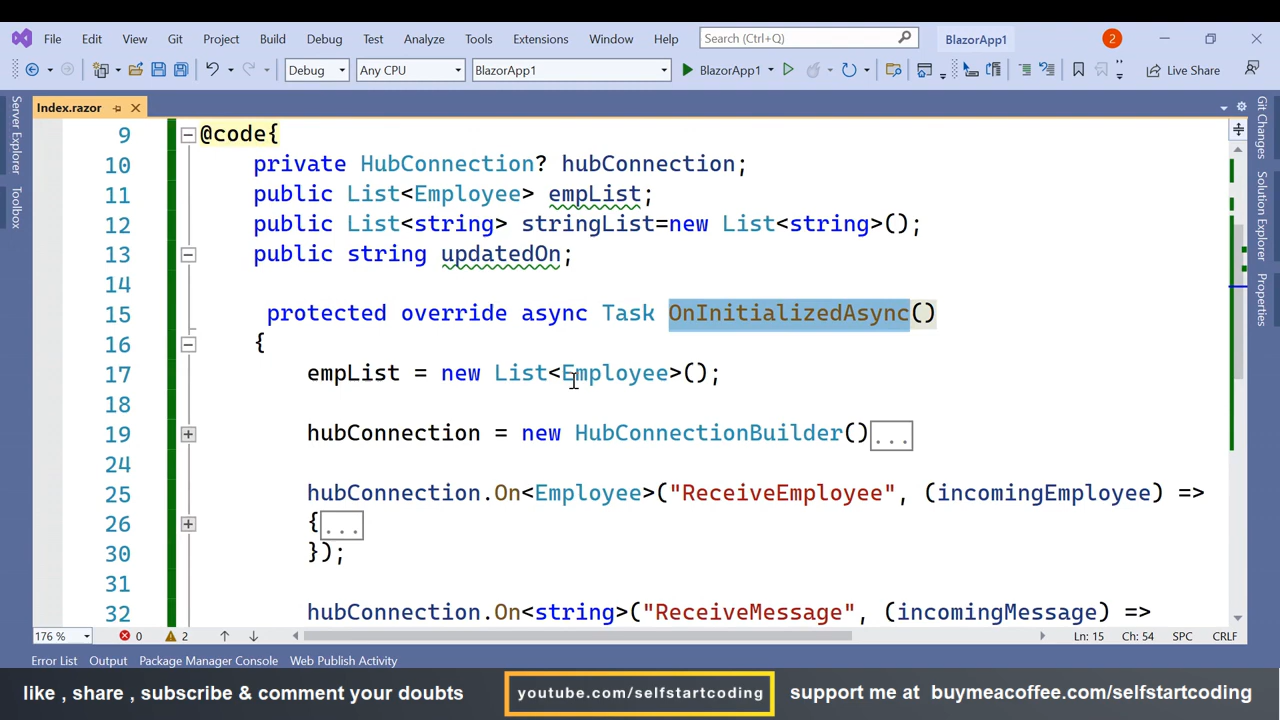 File Edit View Git Project Build Debug Test Analyze Tools Extensions Window Help Search (Ctrl+Q) BlazorApp1 2
Debug Any CPU BlazorApp1 BlazorApp1 Live Share
Index.razor
Server Explorer
Toolbox
Git Changes
Solution Explorer
Properties
9 @code{
10 private HubConnection? hubConnection;
11 public List<Employee> empList;
12 public List<string> stringList=new List<string>();
13 public string updatedOn;
14
15 protected override async Task OnInitializedAsync()
16 {
17 empList = new List<Employee>();
18
19 hubConnection = new HubConnectionBuilder()...
24
25 hubConnection.On<Employee>("ReceiveEmployee", (incomingEmployee) =>
26 {...
30 });
31
32 hubConnection.On<string>("ReceiveMessage", (incomingMessage) =>
176 % 0 2 Ln: 15 Ch: 54 SPC CRLF
Error List Output Package Manager Console Web Publish Activity
like , share , subscribe & comment your doubts youtube.com/selfstartcoding support me at buymeacoffee.com/selfstartcoding